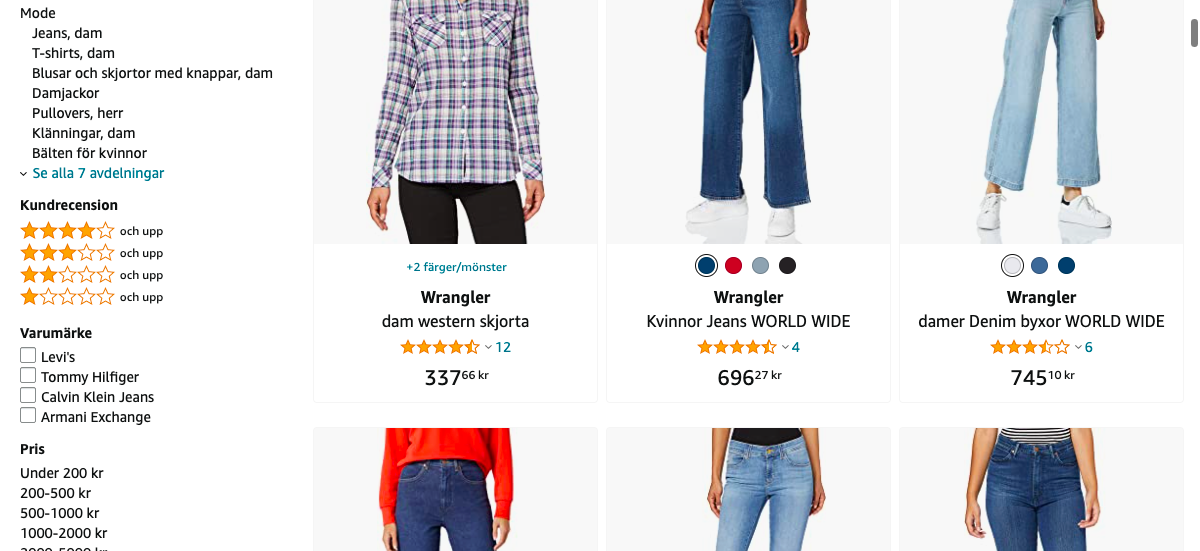 Mode
Jeans, dam
T-shirts, dam
Blusar och skjortor med knappar, dam
Damjackor
Pullovers, herr
Klänningar, dam
Bälten för kvinnor
Se alla 7 avdelningar
Kundrecension
och upp
och upp
och upp
och upp
Varumärke
Levi's
Tommy Hilfiger
Calvin Klein Jeans
Armani Exchange
Pris
Under 200 kr
200-500 kr
500-1000 kr
1000-2000 kr
2000-5000 kr
+2 färger/mönster
Wrangler
dam western skjorta
12
337 66 kr
Wrangler
Kvinnor Jeans WORLD WIDE
4
696 27 kr
Wrangler
damer Denim byxor WORLD WIDE
6
745 10 kr